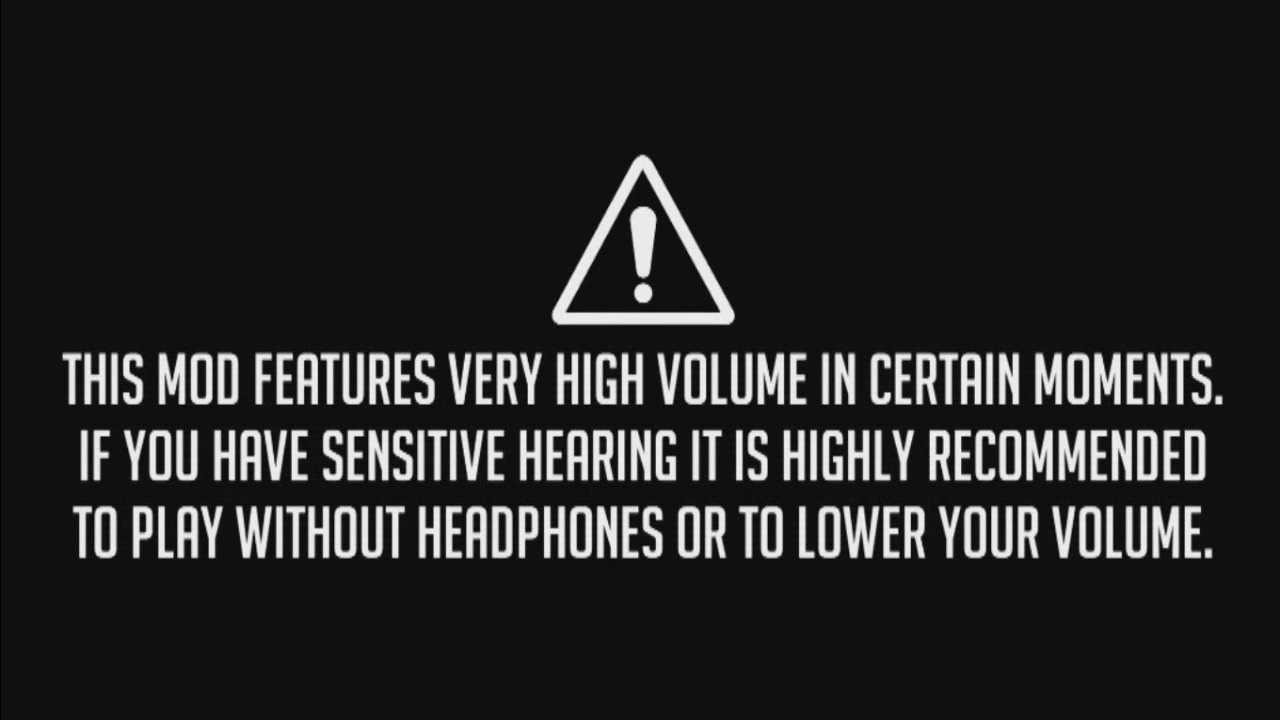 THIS MOD FEATURES VERY HIGH VOLUME IN CERTAIN MOMENTS.
IF YOU HAVE SENSITIVE HEARING IT IS HIGHLY RECOMMENDED
TO PLAY WITHOUT HEADPHONES OR TO LOWER YOUR VOLUME.